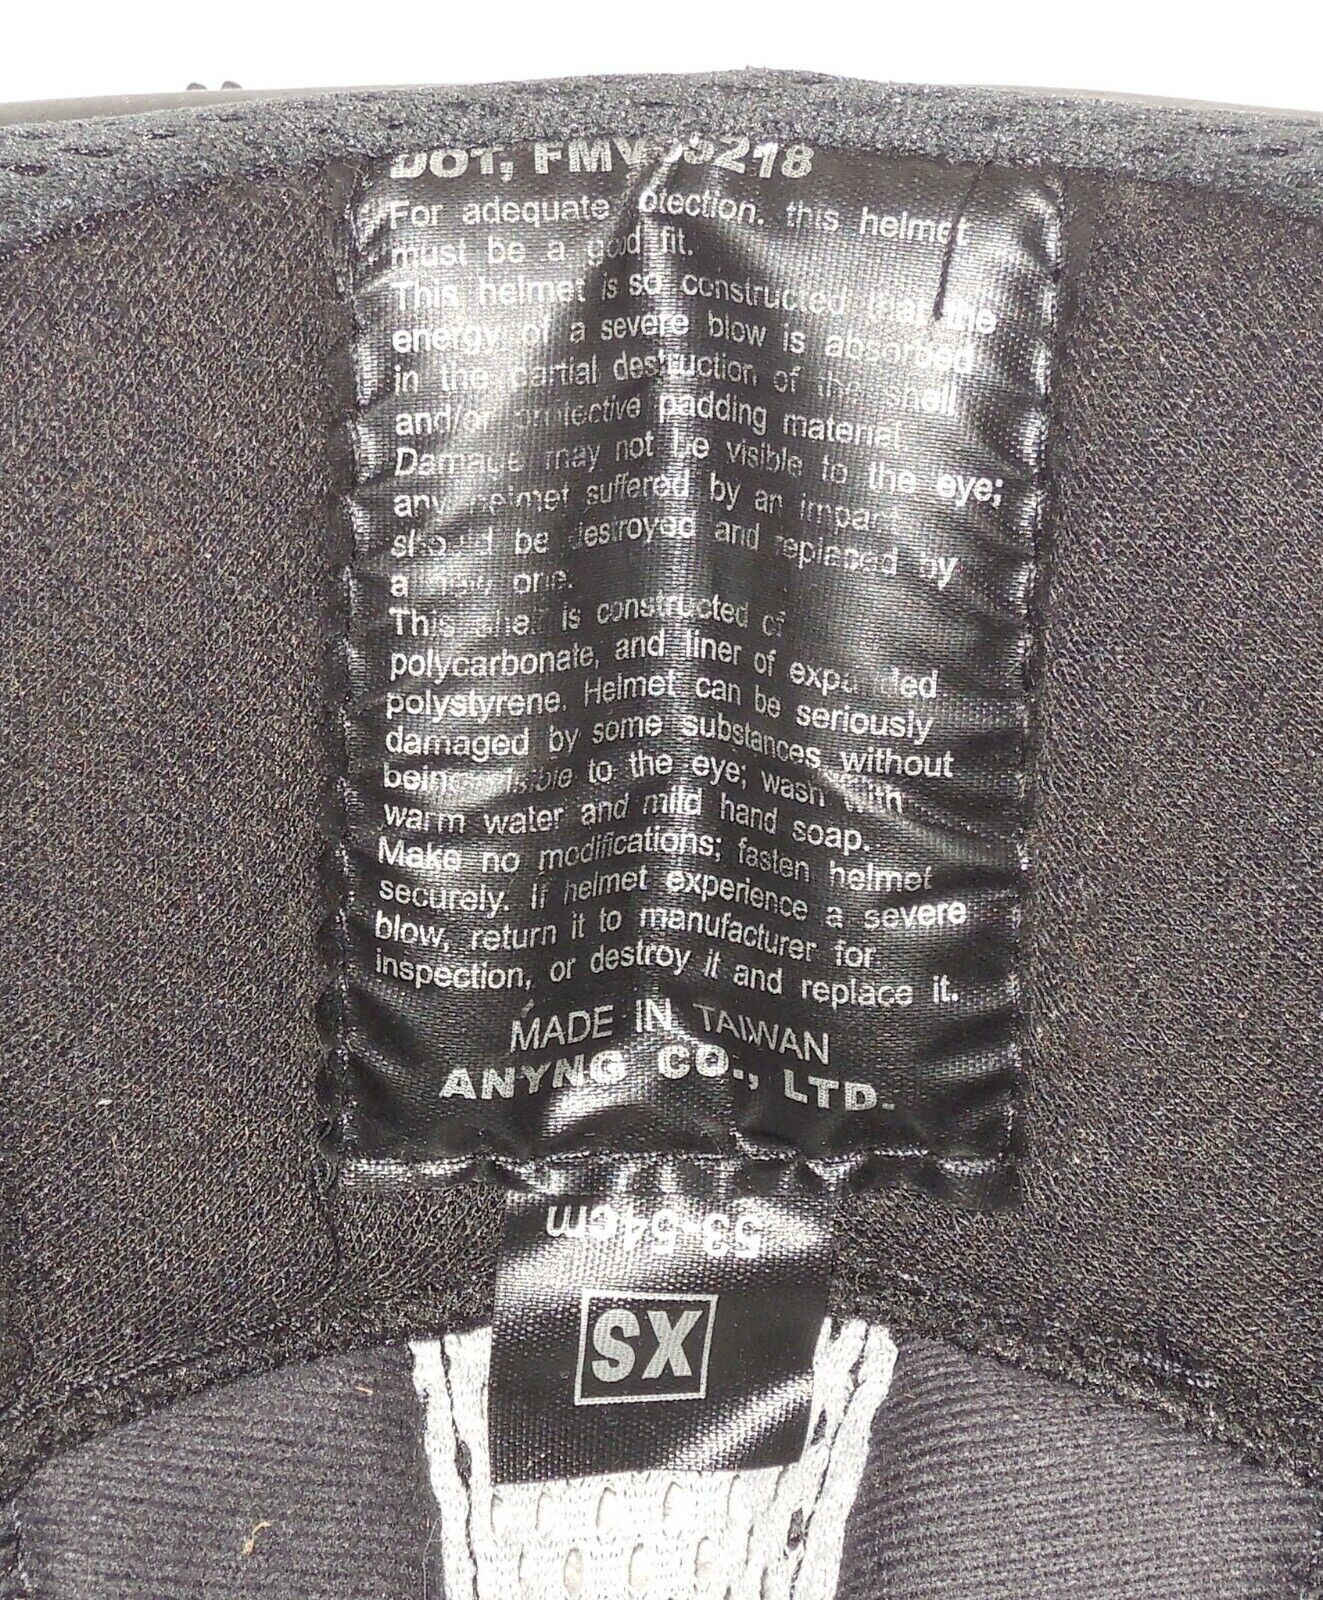 DOT, FMVSS218
For adequate protection. this helmet
must be a good fit.
This helmet is so constructed that the
energy of a severe blow is absorbed
in the partial destruction of the shell
and/or protective padding material
Damage may not be visible to the eye;
any helmet suffered by an impact
should be destroyed and replaced by
a new one.
This shell is constructed of
polycarbonate, and liner of expanded
polystyrene. Helmet can be seriously
damaged by some substances without
being visible to the eye; wash with
warm water and mild hand soap.
Make no modifications; fasten helmet
securely. If helmet experience a severe
blow, return it to manufacturer for
inspection, or destroy it and replace it.
MADE IN TAIWAN
ANYNG CO., LTD.
53-54cm
XS